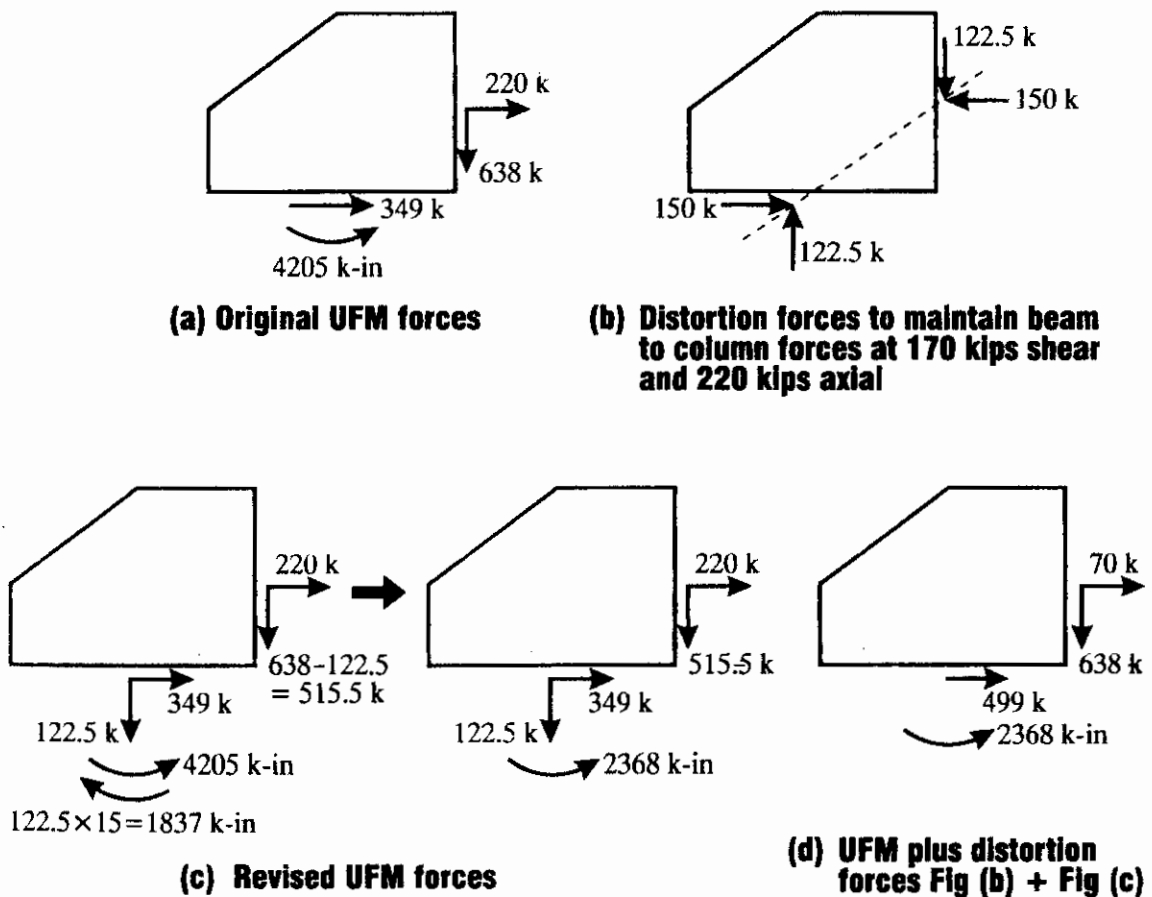 220 k
638 k
349 k
4205 k-in
(a) Original UFM forces
122.5 k
150 k
150 k
122.5 k
(b) Distortion forces to maintain beam
to column forces at 170 kips shear
and 220 kips axial
220 k
638-122.5
= 515.5 k
349 k
122.5 k
4205 k-in
122.5×15=1837 k-in
220 k
515.5 k
349 k
122.5 k
2368 k-in
(c) Revised UFM forces
70 k
638 k
499 k
2368 k-in
(d) UFM plus distortion
forces Fig (b) + Fig (c)